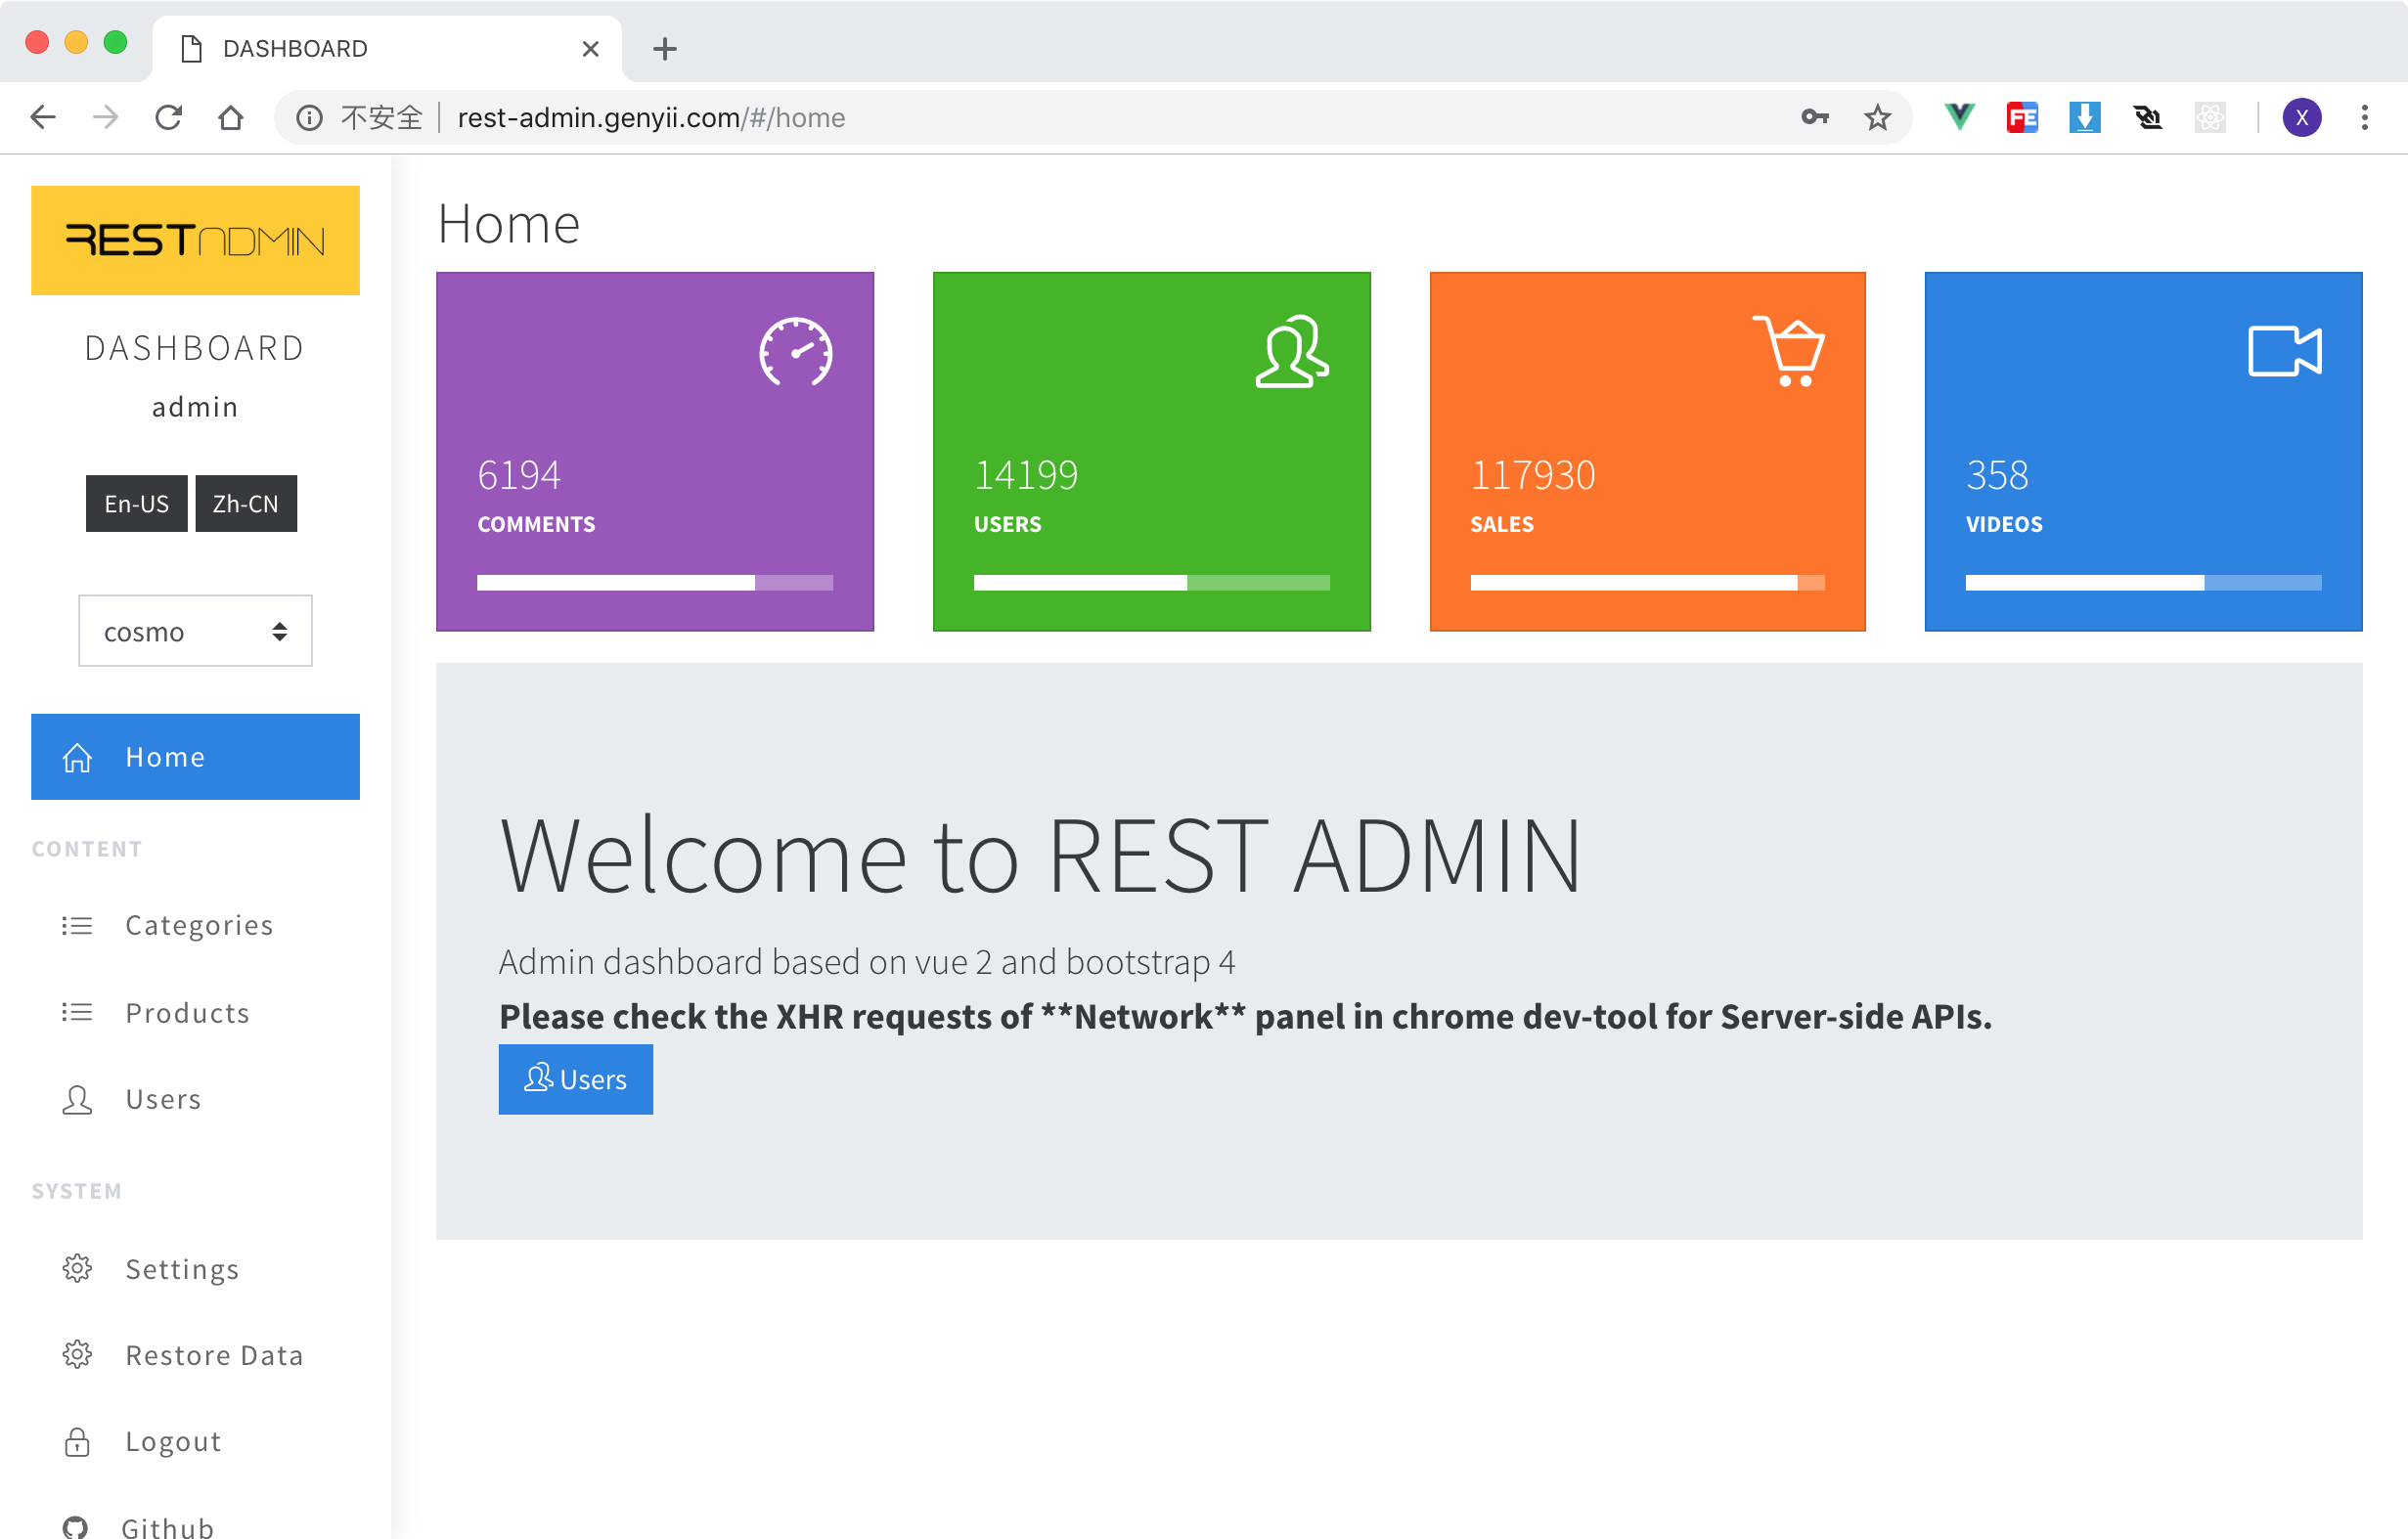 DASHBOARD
不安全 rest-admin.genyii.com/#/home
FE
X
REST ADMIN
DASHBOARD
admin
En-US Zh-CN
cosmo
Home
CONTENT
Categories
Products
Users
SYSTEM
Settings
Restore Data
Logout
Github
Home
6194
COMMENTS
14199
USERS
117930
SALES
358
VIDEOS
Welcome to REST ADMIN
Admin dashboard based on vue 2 and bootstrap 4
Please check the XHR requests of **Network** panel in chrome dev-tool for Server-side APIs.
Users